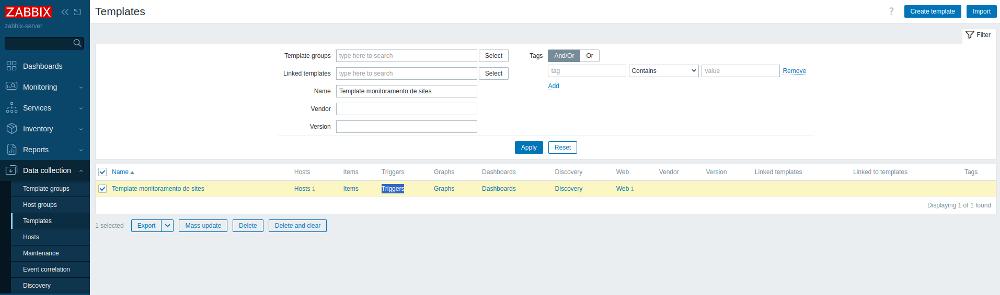 ZABBIX
zabbix-server
Dashboards
Monitoring
Services
Inventory
Reports
Data collection
Template groups
Host groups
Templates
Hosts
Maintenance
Event correlation
Discovery
Templates
? Create template Import
Filter
Template groups type here to search Select
Linked templates type here to search Select
Name Template monitoramento de sites
Vendor
Version
Tags And/Or Or
tag Contains value Remove
Add
Apply Reset
Name Hosts Items Triggers Graphs Dashboards Discovery Web Vendor Version Linked templates Linked to templates Tags
Template monitoramento de sites Hosts 1 Items Triggers Graphs Dashboards Discovery Web 1
Displaying 1 of 1 found
1 selected Export Mass update Delete Delete and clear